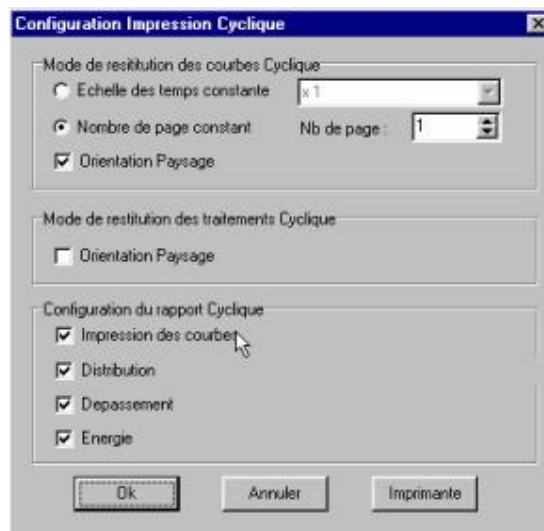 Configuration Impression Cyclique
Mode de resititution des courbes Cyclique
Echelle des temps constante x 1
Nombre de page constant Nb de page : 1
Orientation Paysage
Mode de restitution des traitements Cyclique
Orientation Paysage
Configuration du rapport Cyclique
Impression des courbes
Distribution
Depassement
Energie
Ok Annuler Imprimante